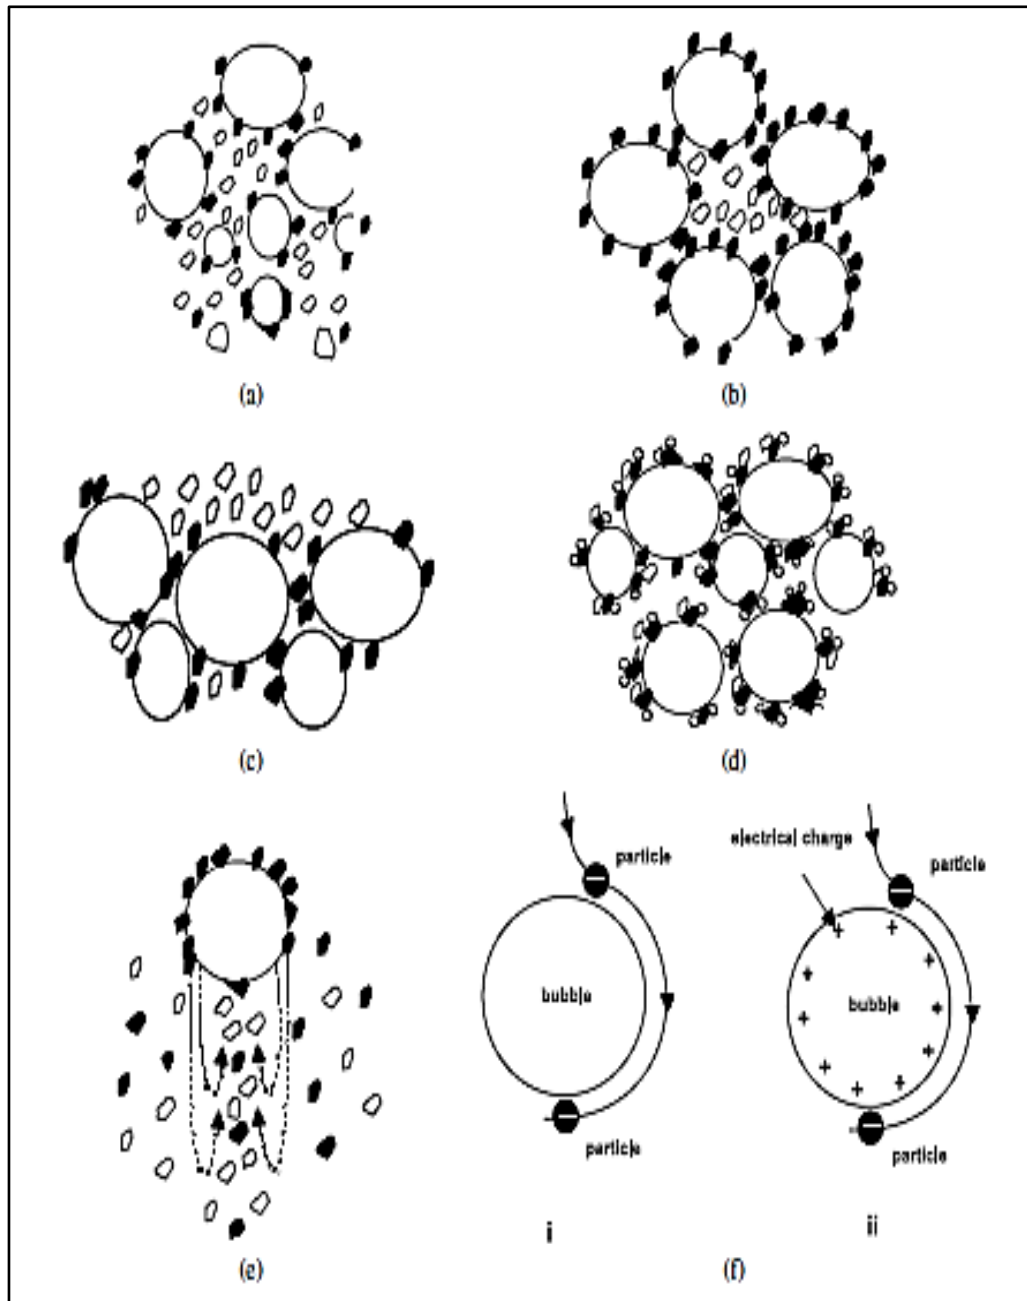 (a)
(b)
(c)
(d)
electrical charge
particle
particle
bubble
bubble
particle
particle
i
ii
(e)
(f)